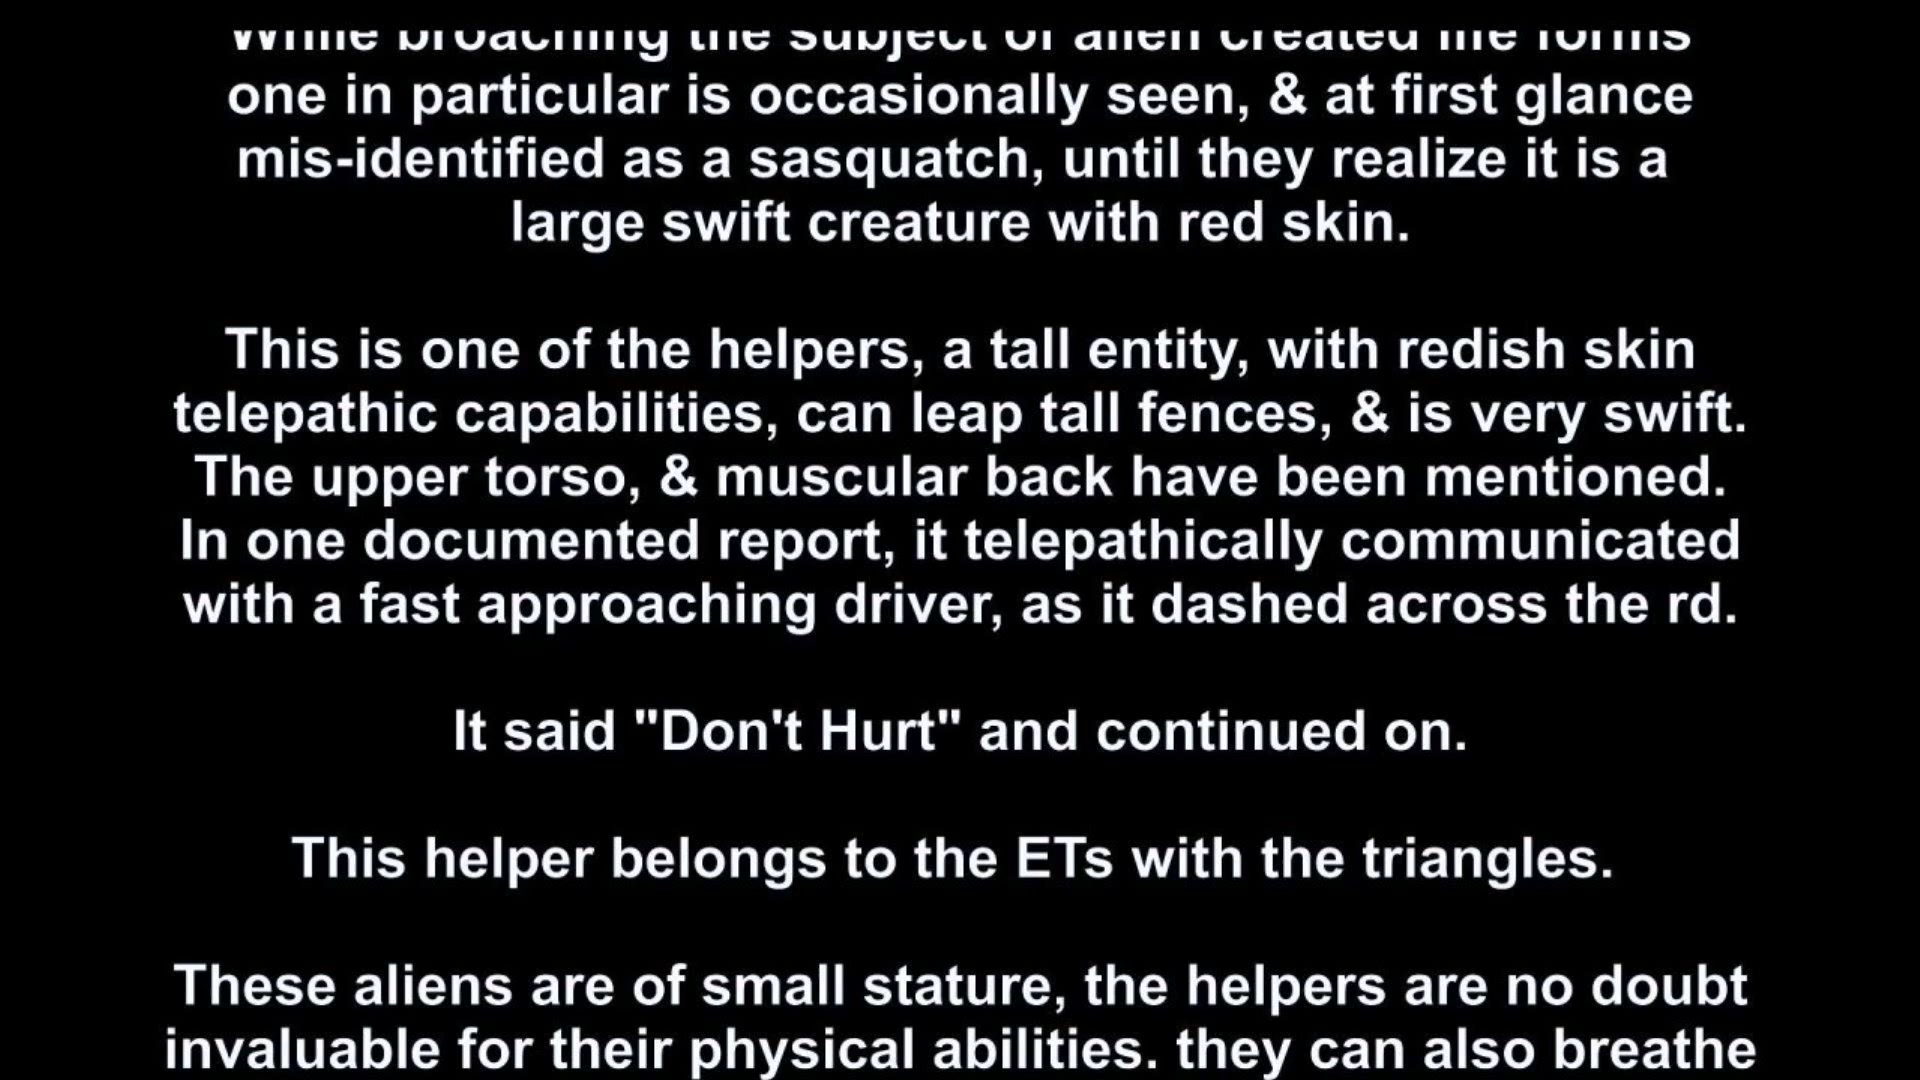 While broaching the subject of alien created life forms
one in particular is occasionally seen, & at first glance
mis-identified as a sasquatch, until they realize it is a
large swift creature with red skin.
This is one of the helpers, a tall entity, with redish skin
telepathic capabilities, can leap tall fences, & is very swift.
The upper torso, & muscular back have been mentioned.
In one documented report, it telepathically communicated
with a fast approaching driver, as it dashed across the rd.
It said "Don't Hurt" and continued on.
This helper belongs to the ETs with the triangles.
These aliens are of small stature, the helpers are no doubt
invaluable for their physical abilities. they can also breathe